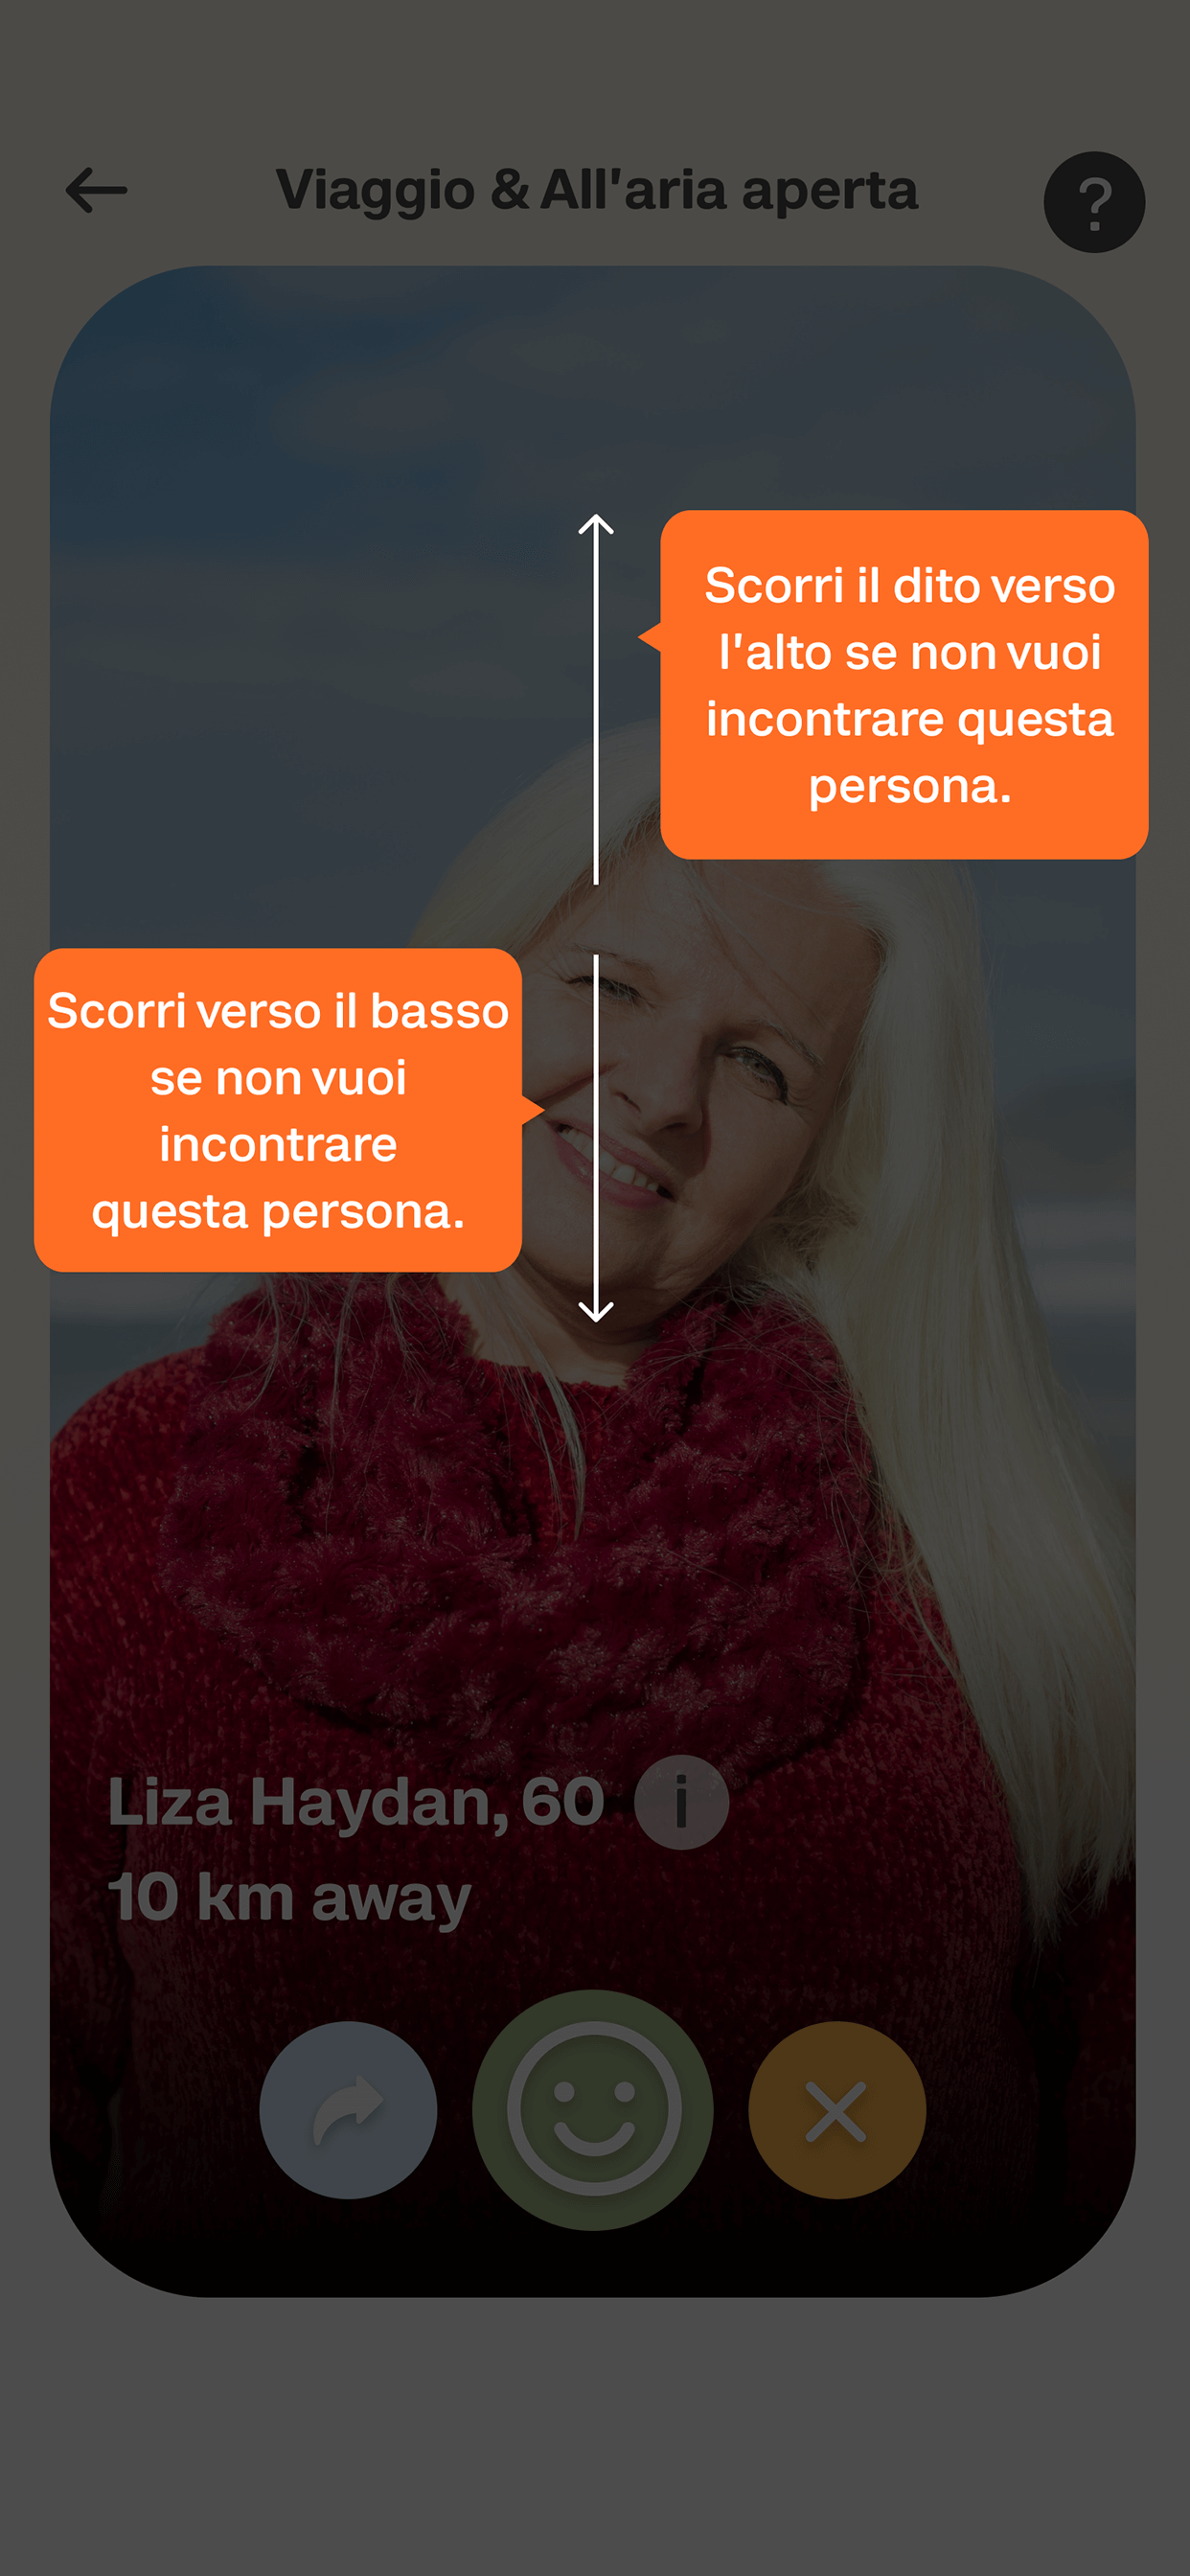 Viaggio & All'aria aperta
?
Scorri il dito verso
l'alto se non vuoi
incontrare questa
persona.
Scorri verso il basso
se non vuoi
incontrare
questa persona.
Liza Haydan, 60 i
10 km away